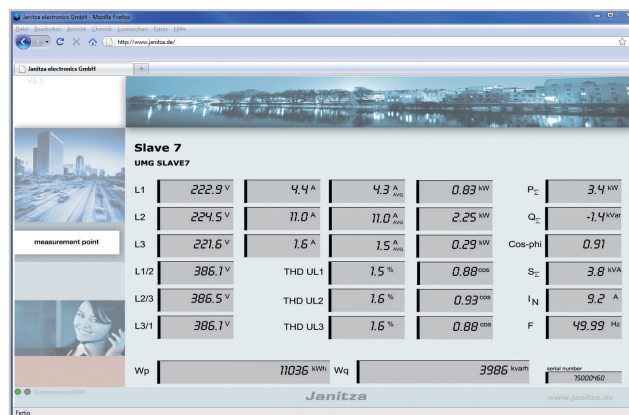 Janitza electronics GmbH - Mozilla Firefox
Datei Bearbeiten Ansicht Chronik Lesezeichen Extras Hilfe
http://www.janitza.de/
Janitza electronics GmbH
V3.1
Slave 7
UMG SLAVE7
L1 222.9 V 4.4 A 4.3 A AVG 0.83 kW P∑ 3.4 kW
L2 224.5 V 11.0 A 11.0 A AVG 2.25 kW Q∑ -1.4 kVar
measurement point
L3 221.6 V 1.6 A 1.5 A AVG 0.29 kW Cos-phi 0.91
L1/2 386.1 V THD UL1 1.5 % 0.88 cos S∑ 3.8 kVA
L2/3 386.5 V THD UL2 1.6 % 0.93 cos IN 9.2 A
L3/1 386.1 V THD UL3 1.6 % 0.88 cos F 49.99 Hz
Wp 11036 kWh Wq 3986 kvarh serial number
75000460
Communication
Janitza
www.janitza.de
Fertig